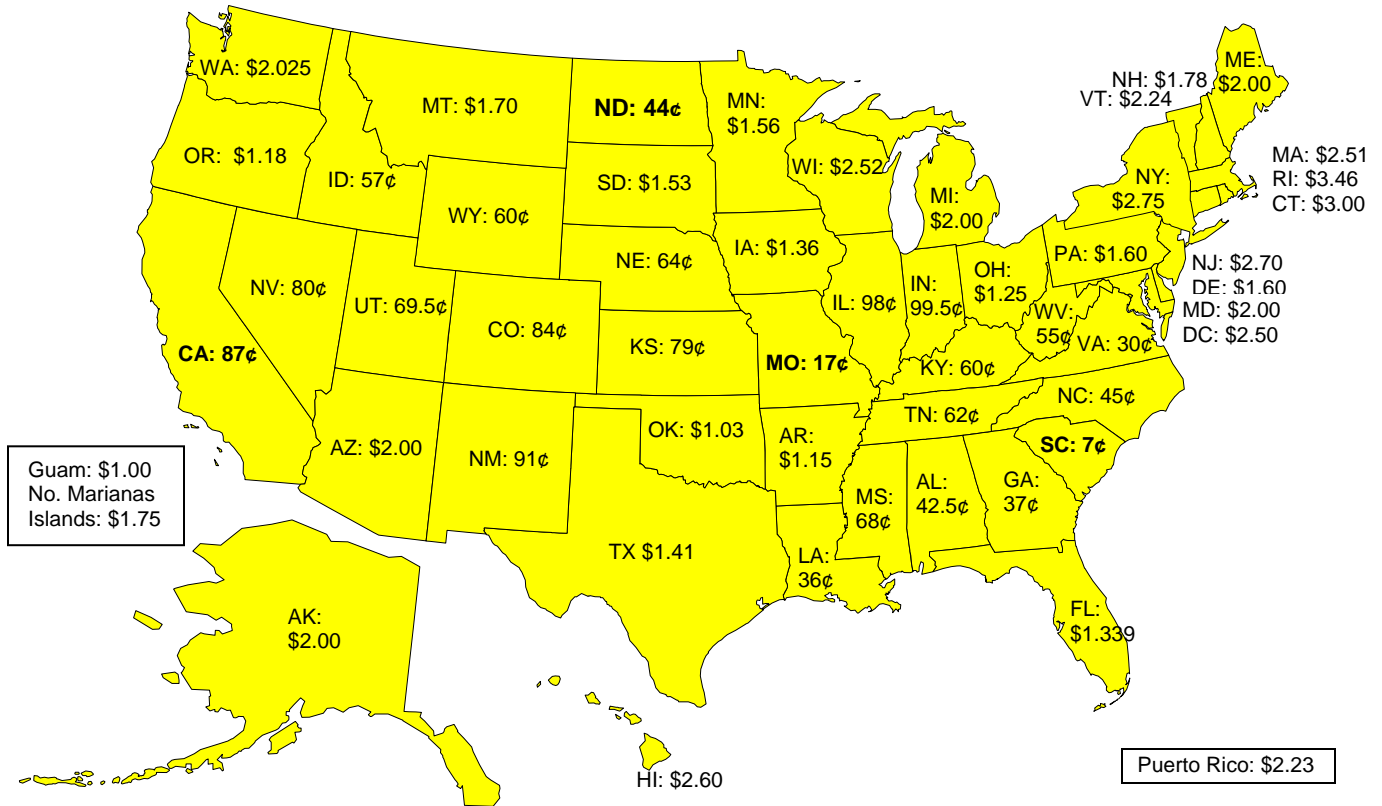 WA: $2.025
MT: $1.70
ND: 44¢
MN:
$1.56
NH: $1.78
VT: $2.24
ME:
$2.00
OR: $1.18
ID: 57¢
WY: 60¢
SD: $1.53
WI: $2.52
MI:
$2.00
NY:
$2.75
MA: $2.51
RI: $3.46
CT: $3.00
NV: 80¢
UT: 69.5¢
CO: 84¢
NE: 64¢
KS: 79¢
IA: $1.36
IL: 98¢
IN:
99.5¢
OH:
$1.25
PA: $1.60
NJ: $2.70
DE: $1.60
MD: $2.00
DC: $2.50
WV:
55¢
VA: 30¢
CA: 87¢
MO: 17¢
KY: 60¢
NC: 45¢
TN: 62¢
SC: 7¢
AZ: $2.00
NM: 91¢
OK: $1.03
AR:
$1.15
MS:
68¢
AL:
42.5¢
GA:
37¢
TX $1.41
LA:
36¢
FL:
$1.339
Guam: $1.00
No. Marianas
Islands: $1.75
AK:
$2.00
HI: $2.60
Puerto Rico: $2.23